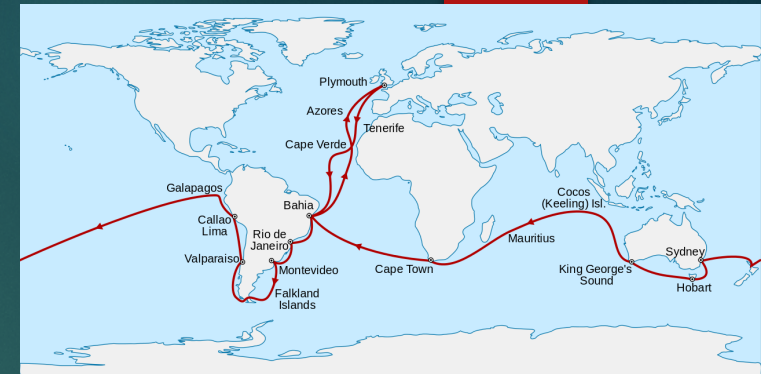 Plymouth
Azores
Tenerife
Cape Verde
Galapagos
Bahia
Callao
Lima
Rio de
Janeiro
Valparaiso
Montevideo
Falkland
Islands
Cape Town
Mauritius
Cocos
(Keeling) Isl.
King George's
Sound
Sydney
Hobart